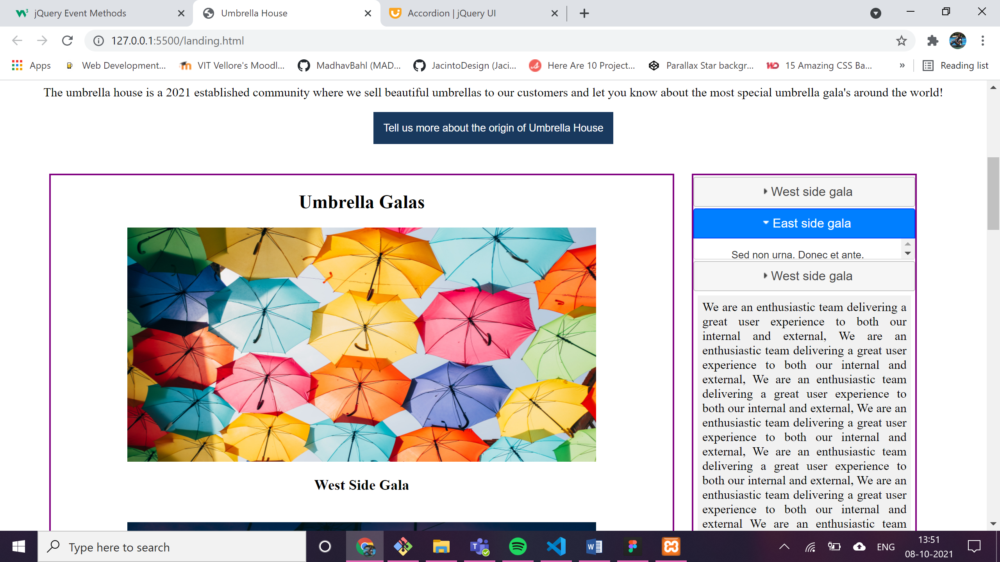 jQuery Event Methods
Umbrella House
Accordion | jQuery UI
127.0.0.1:5500/landing.html
Apps
Web Development...
VIT Vellore's Moodl...
MadhavBahl (MAD...
JacintoDesign (Jaci...
Here Are 10 Project...
Parallax Star backgr...
15 Amazing CSS Ba...
»
Reading list
The umbrella house is a 2021 established community where we sell beautiful umbrellas to our customers and let you know about the most special umbrella gala's around the world!
Tell us more about the origin of Umbrella House
Umbrella Galas
West Side Gala
West side gala
East side gala
Sed non urna. Donec et ante.
West side gala
We are an enthusiastic team delivering a
great user experience to both our
internal and external, We are an
enthusiastic team delivering a great user
experience to both our internal and
external, We are an enthusiastic team
delivering a great user experience to
both our internal and external, We are an
enthusiastic team delivering a great user
experience to both our internal and
external, We are an enthusiastic team
delivering a great user experience to
both our internal and external, We are an
enthusiastic team delivering a great user
experience to both our internal and
external We are an enthusiastic team
Type here to search
ENG
13:51
08-10-2021